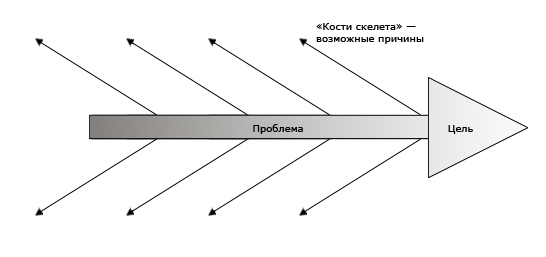 «Кости скелета» —
возможные причины
Проблема
Цель